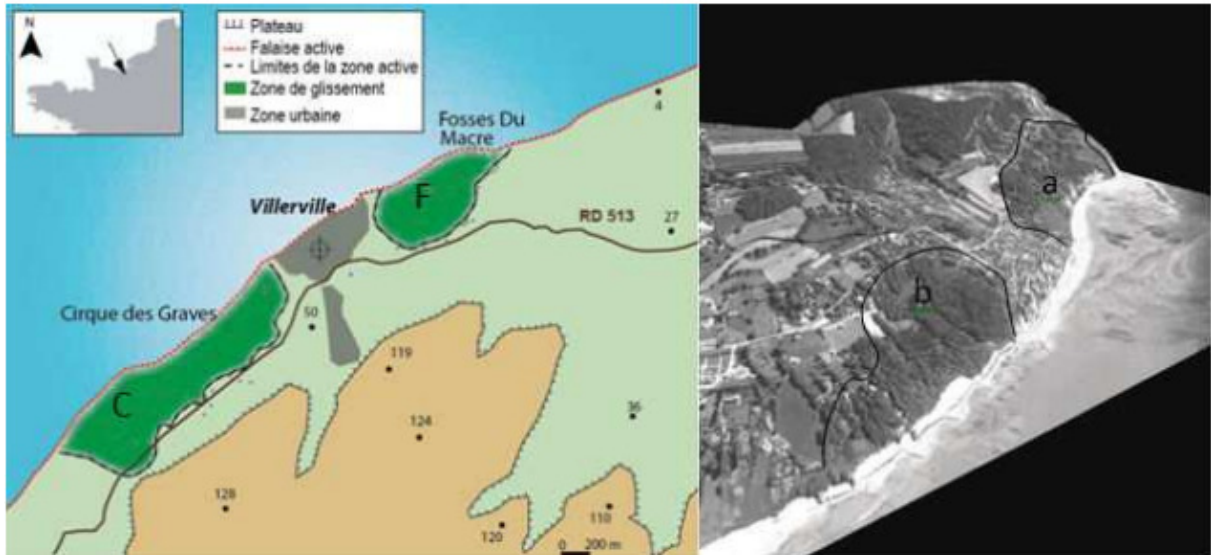 N
Plateau
Falaise active
Limites de la zone active
Zone de glissement
Zone urbaine
Fosses Du
Macre
4
F
Villerville
RD 513
27
Cirque des Graves
50
119
C
124
36
128
120
110
0 200 m
a
b